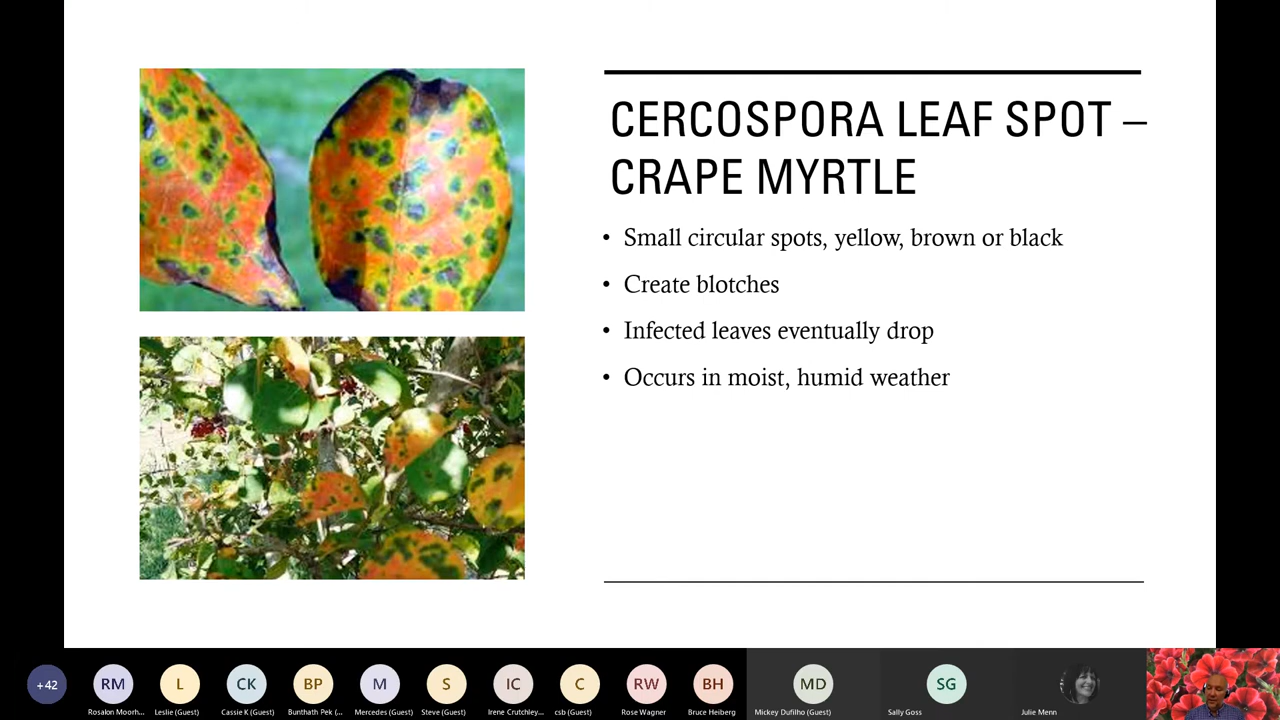 CERCOSPORA LEAF SPOT –
CRAPE MYRTLE
• Small circular spots, yellow, brown or black
• Create blotches
• Infected leaves eventually drop
• Occurs in moist, humid weather
+42
RM
L
CK
BP
M
S
IC
C
RW
BH
MD
SG
Rosalon Moorh...
Leslie (Guest)
Cassie K (Guest)
Bunthath Pek (...
Mercedes (Guest)
Steve (Guest)
Irene Crutchley...
csb (Guest)
Rose Wagner
Bruce Heiberg
Mickey Dufilho (Guest)
Sally Goss
Julie Menn